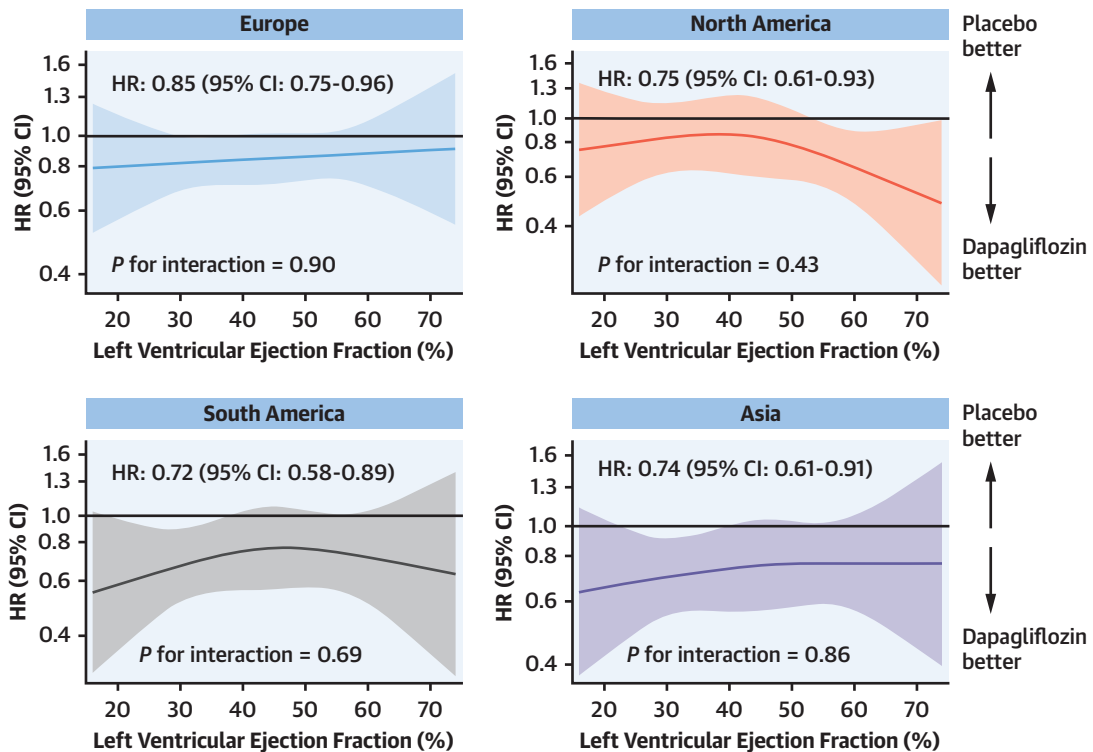 Europe
HR (95% CI)
1.6
1.3
1.0
0.8
0.6
0.4
HR: 0.85 (95% CI: 0.75-0.96)
P for interaction = 0.90
20 30 40 50 60 70
Left Ventricular Ejection Fraction (%)
North America
HR (95% CI)
1.6
1.3
1.0
0.8
0.6
0.4
HR: 0.75 (95% CI: 0.61-0.93)
P for interaction = 0.43
20 30 40 50 60 70
Left Ventricular Ejection Fraction (%)
Placebo
better
Dapagliflozin
better
South America
HR (95% CI)
1.6
1.3
1.0
0.8
0.6
0.4
HR: 0.72 (95% CI: 0.58-0.89)
P for interaction = 0.69
20 30 40 50 60 70
Left Ventricular Ejection Fraction (%)
Asia
HR (95% CI)
1.6
1.3
1.0
0.8
0.6
0.4
HR: 0.74 (95% CI: 0.61-0.91)
P for interaction = 0.86
20 30 40 50 60 70
Left Ventricular Ejection Fraction (%)
Placebo
better
Dapagliflozin
better